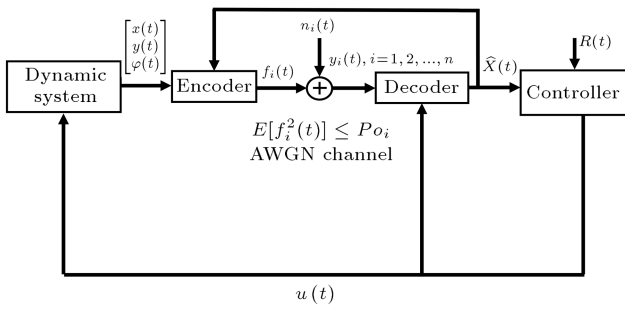 [x(t)
y(t)
φ(t)]
n_i(t)
R(t)
Dynamic
system
Encoder
f_i(t)
+
y_i(t), i=1, 2, ..., n
Decoder
X̂(t)
Controller
E[f_i^2(t)] ≤ Po_i
AWGN channel
u(t)